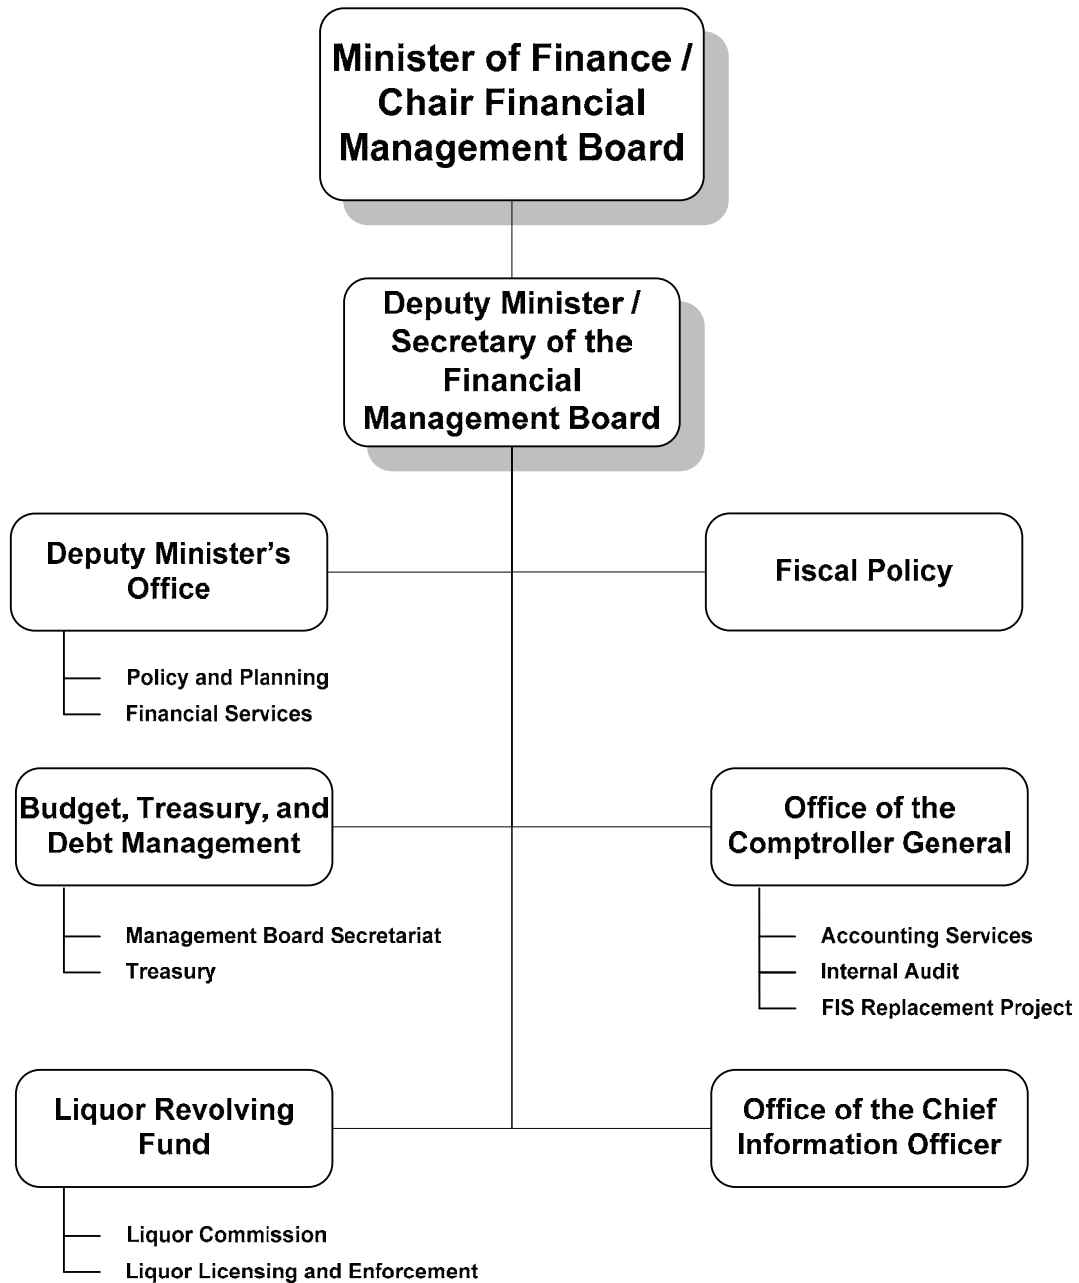 Minister of Finance /
Chair Financial
Management Board
Deputy Minister /
Secretary of the
Financial
Management Board
Deputy Minister’s
Office
Policy and Planning
Financial Services
Fiscal Policy
Budget, Treasury, and
Debt Management
Management Board Secretariat
Treasury
Office of the
Comptroller General
Accounting Services
Internal Audit
FIS Replacement Project
Liquor Revolving
Fund
Liquor Commission
Liquor Licensing and Enforcement
Office of the Chief
Information Officer